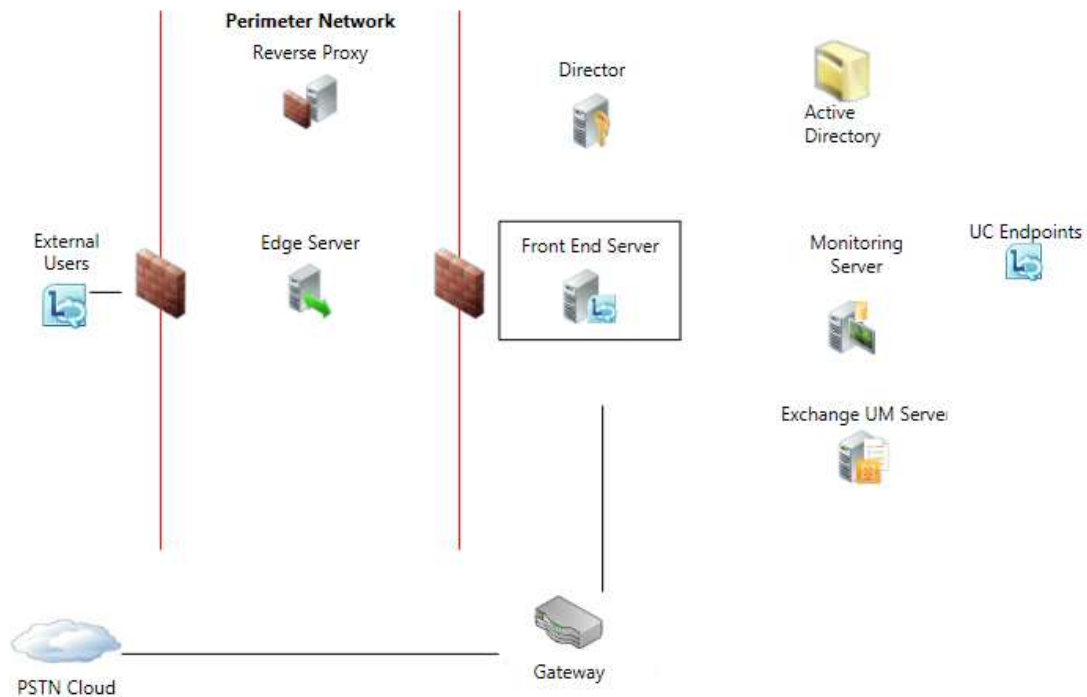 Perimeter Network
Reverse Proxy
Director
Active
Directory
External
Users
Edge Server
Front End Server
Monitoring
Server
UC Endpoints
Exchange UM Server
PSTN Cloud
Gateway